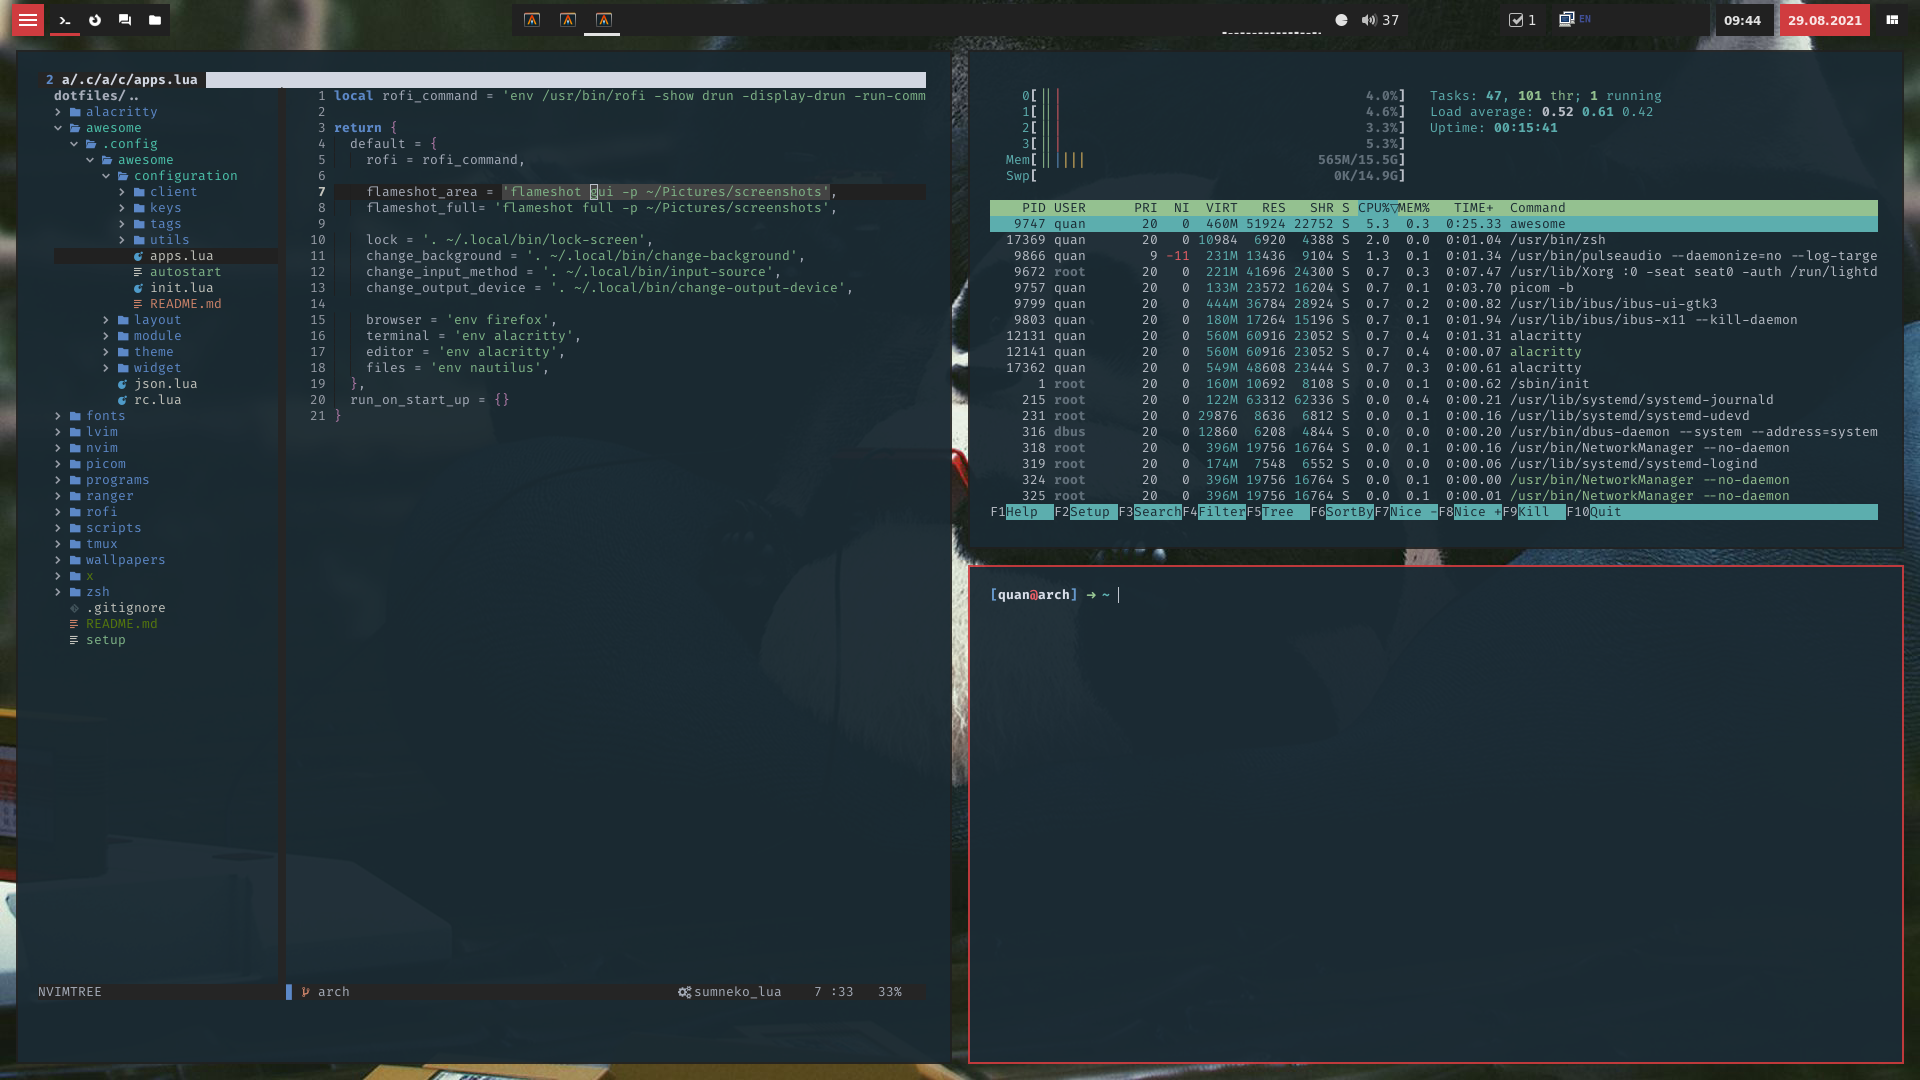 37
1
EN
09:44
29.08.2021
2 a/.c/a/c/apps.lua
dotfiles/..
alacritty
awesome
.config
awesome
configuration
client
keys
tags
utils
apps.lua
autostart
init.lua
README.md
layout
module
theme
widget
json.lua
rc.lua
fonts
lvim
nvim
picom
programs
ranger
rofi
scripts
tmux
wallpapers
x
zsh
.gitignore
README.md
setup
1 local rofi_command = 'env /usr/bin/rofi -show drun -display-drun -run-comm
2
3 return {
4 default = {
5 rofi = rofi_command,
6
7 flameshot_area = 'flameshot gui -p ~/Pictures/screenshots',
8 flameshot_full= 'flameshot full -p ~/Pictures/screenshots',
9
10 lock = '. ~/.local/bin/lock-screen',
11 change_background = '. ~/.local/bin/change-background',
12 change_input_method = '. ~/.local/bin/input-source',
13 change_output_device = '. ~/.local/bin/change-output-device',
14
15 browser = 'env firefox',
16 terminal = 'env alacritty',
17 editor = 'env alacritty',
18 files = 'env nautilus',
19 },
20 run_on_start_up = {}
21 }
NVIMTREE
arch
sumneko_lua 7 :33 33%
0[|| | 4.0%]
1[|| | 4.6%]
2[|| | 3.3%]
3[|| | 5.3%]
Mem[|||||| 565M/15.5G]
Swp[ 0K/14.9G]
Tasks: 47, 101 thr; 1 running
Load average: 0.52 0.61 0.42
Uptime: 00:15:41
PID USER PRI NI VIRT RES SHR S CPU%▽MEM% TIME+ Command
9747 quan 20 0 460M 51924 22752 S 5.3 0.3 0:25.33 awesome
17369 quan 20 0 10984 6920 4388 S 2.0 0.0 0:01.04 /usr/bin/zsh
9866 quan 9 -11 231M 13436 9104 S 1.3 0.1 0:01.34 /usr/bin/pulseaudio --daemonize=no --log-targe
9672 root 20 0 221M 41696 24300 S 0.7 0.3 0:07.47 /usr/lib/Xorg :0 -seat seat0 -auth /run/lightd
9757 quan 20 0 133M 23572 16204 S 0.7 0.1 0:03.70 picom -b
9799 quan 20 0 444M 36784 28924 S 0.7 0.2 0:00.82 /usr/lib/ibus/ibus-ui-gtk3
9803 quan 20 0 180M 17264 15196 S 0.7 0.1 0:01.94 /usr/lib/ibus/ibus-x11 --kill-daemon
12131 quan 20 0 560M 60916 23052 S 0.7 0.4 0:01.31 alacritty
12141 quan 20 0 560M 60916 23052 S 0.7 0.4 0:00.07 alacritty
17362 quan 20 0 549M 48608 23444 S 0.7 0.3 0:00.61 alacritty
1 root 20 0 160M 10692 8108 S 0.0 0.1 0:00.62 /sbin/init
215 root 20 0 122M 63312 62336 S 0.0 0.4 0:00.21 /usr/lib/systemd/systemd-journald
231 root 20 0 29876 8636 6812 S 0.0 0.1 0:00.16 /usr/lib/systemd/systemd-udevd
316 dbus 20 0 12860 6208 4844 S 0.0 0.0 0:00.20 /usr/bin/dbus-daemon --system --address=system
318 root 20 0 396M 19756 16764 S 0.0 0.1 0:00.16 /usr/bin/NetworkManager --no-daemon
319 root 20 0 174M 7548 6552 S 0.0 0.0 0:00.06 /usr/lib/systemd/systemd-logind
324 root 20 0 396M 19756 16764 S 0.0 0.1 0:00.00 /usr/bin/NetworkManager --no-daemon
325 root 20 0 396M 19756 16764 S 0.0 0.1 0:00.01 /usr/bin/NetworkManager --no-daemon
F1Help F2Setup F3SearchF4FilterF5Tree F6SortByF7Nice -F8Nice +F9Kill F10Quit
[quan@arch] → ~